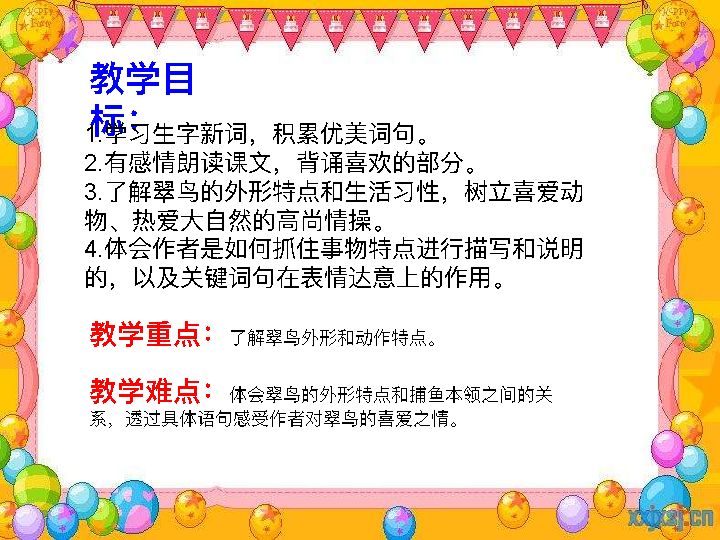 教学目
标：
1.学习生字新词，积累优美词句。
2.有感情朗读课文，背诵喜欢的部分。
3.了解翠鸟的外形特点和生活习性，树立喜爱动
物、热爱大自然的高尚情操。
4.体会作者是如何抓住事物特点进行描写和说明
的，以及关键词句在表情达意上的作用。
教学重点：了解翠鸟外形和动作特点。
教学难点：体会翠鸟的外形特点和捕鱼本领之间的关
系，透过具体语句感受作者对翠鸟的喜爱之情。
xxjxsj.cn